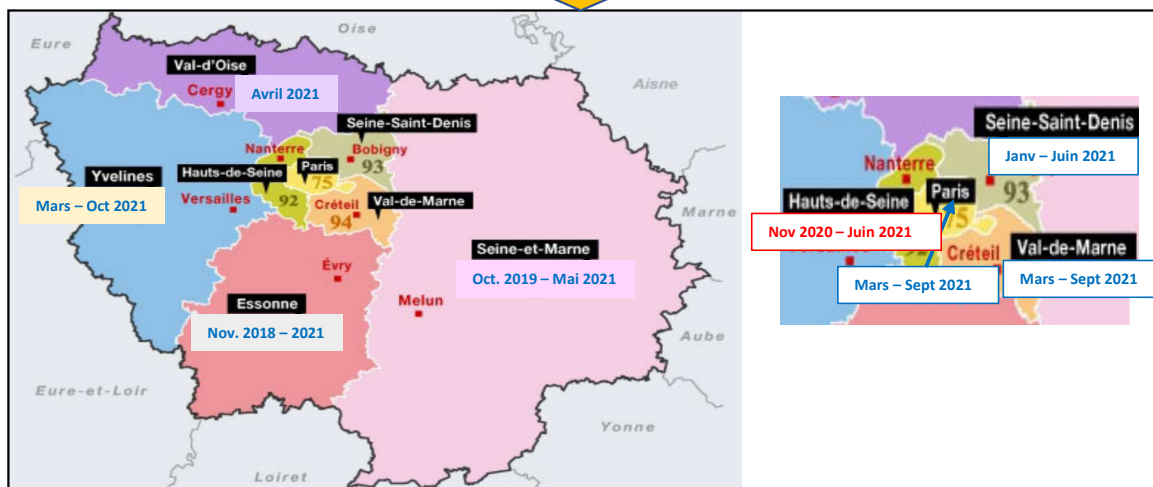 Eure
Oise
Aisne
Val-d'Oise
Cergy
Avril 2021
Seine-Saint-Denis
Nanterre
Bobigny
93
Paris
75
Hauts-de-Seine
Yvelines
Mars – Oct 2021
Versailles
92
Créteil
94
Val-de-Marne
Marne
Seine-et-Marne
Oct. 2019 – Mai 2021
Évry
Melun
Essonne
Nov. 2018 – 2021
Aube
Eure-et-Loir
Yonne
Loiret
Seine-Saint-Denis
Janv – Juin 2021
Nanterre
93
Paris
Hauts-de-Seine
75
Nov 2020 – Juin 2021
Créteil
Val-de-Marne
Mars – Sept 2021
Mars – Sept 2021